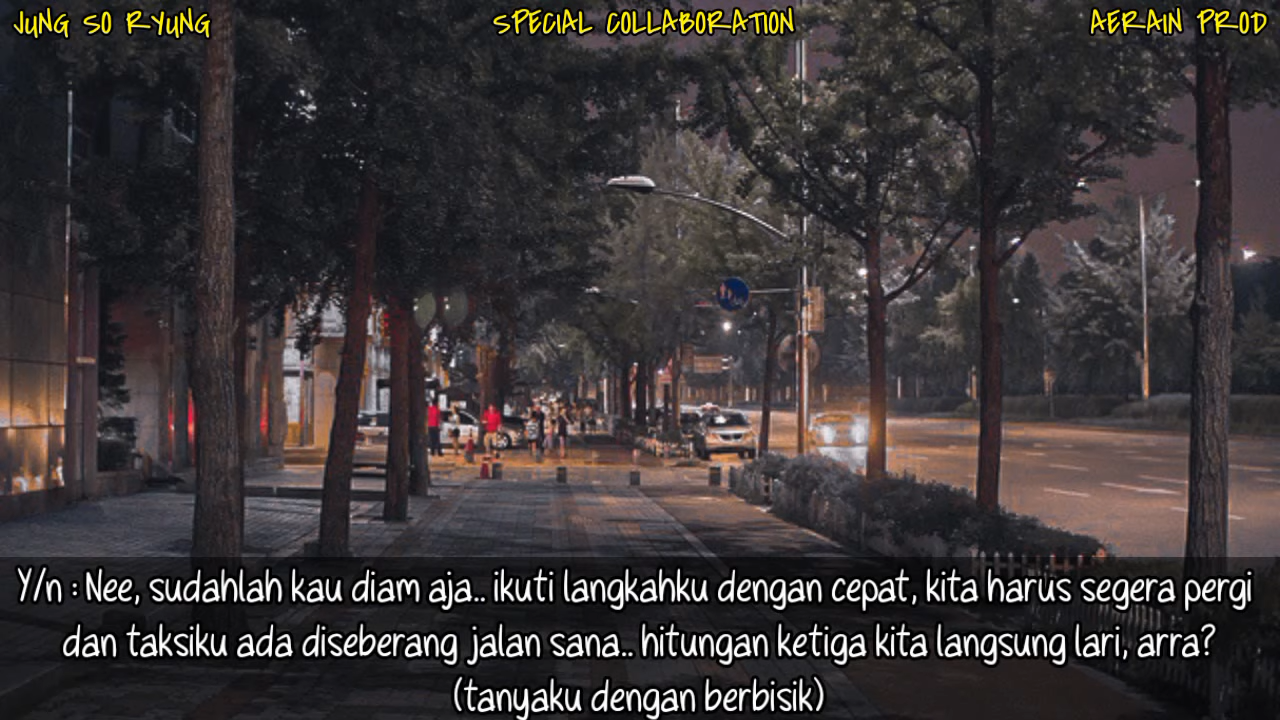 JUNG SO RYUNG
SPECIAL COLLABORATION
AERAIN PROD
Y/n : Nee, sudahlah kau diam aja.. ikuti langkahku dengan cepat, kita harus segera pergi
dan taksiku ada diseberang jalan sana.. hitungan ketiga kita langsung lari, arra?
(tanyaku dengan berbisik)